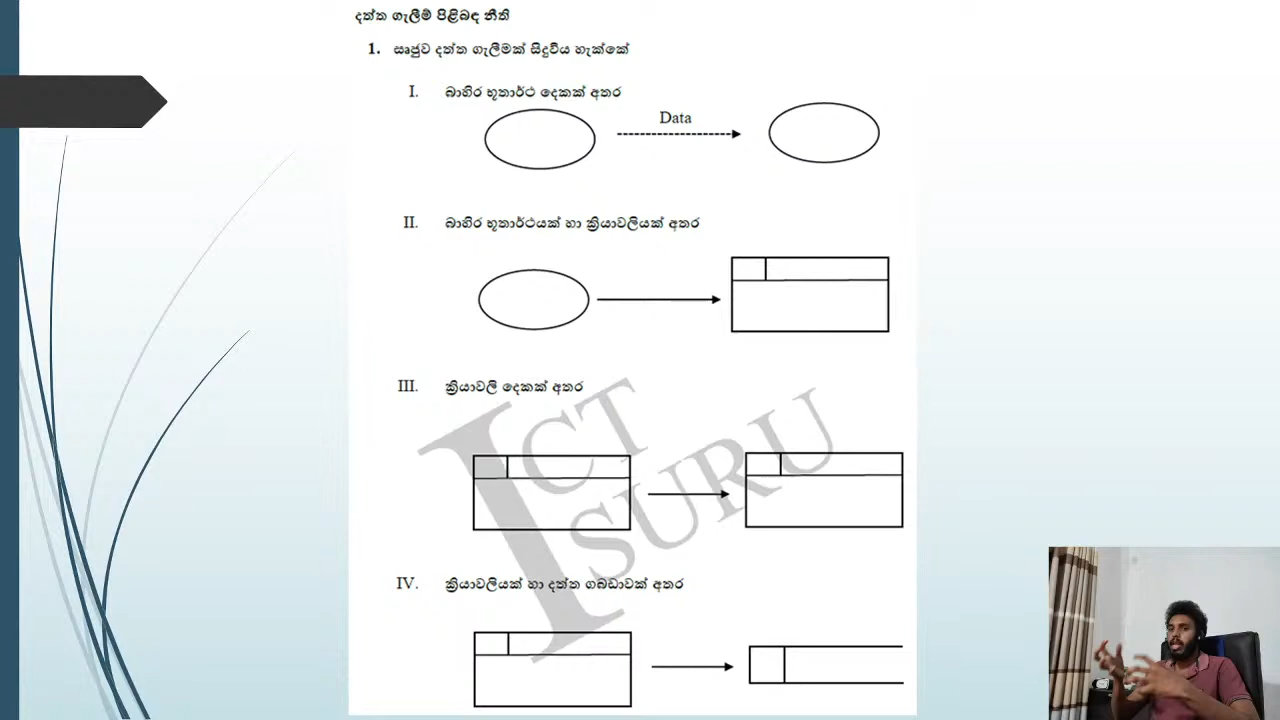 දත්ත ගැලීම් පිළිබඳ නීති
1. ඍජුව දත්ත ගැලීමක් සිදුවිය හැක්කේ
I. බාහිර භූතාර්ථ දෙකක් අතර
Data
II. බාහිර භූතාර්ථයක් හා ක්‍රියාවලියක් අතර
III. ක්‍රියාවලි දෙකක් අතර
ICT SURU
IV. ක්‍රියාවලියක් හා දත්ත ගබඩාවක් අතර